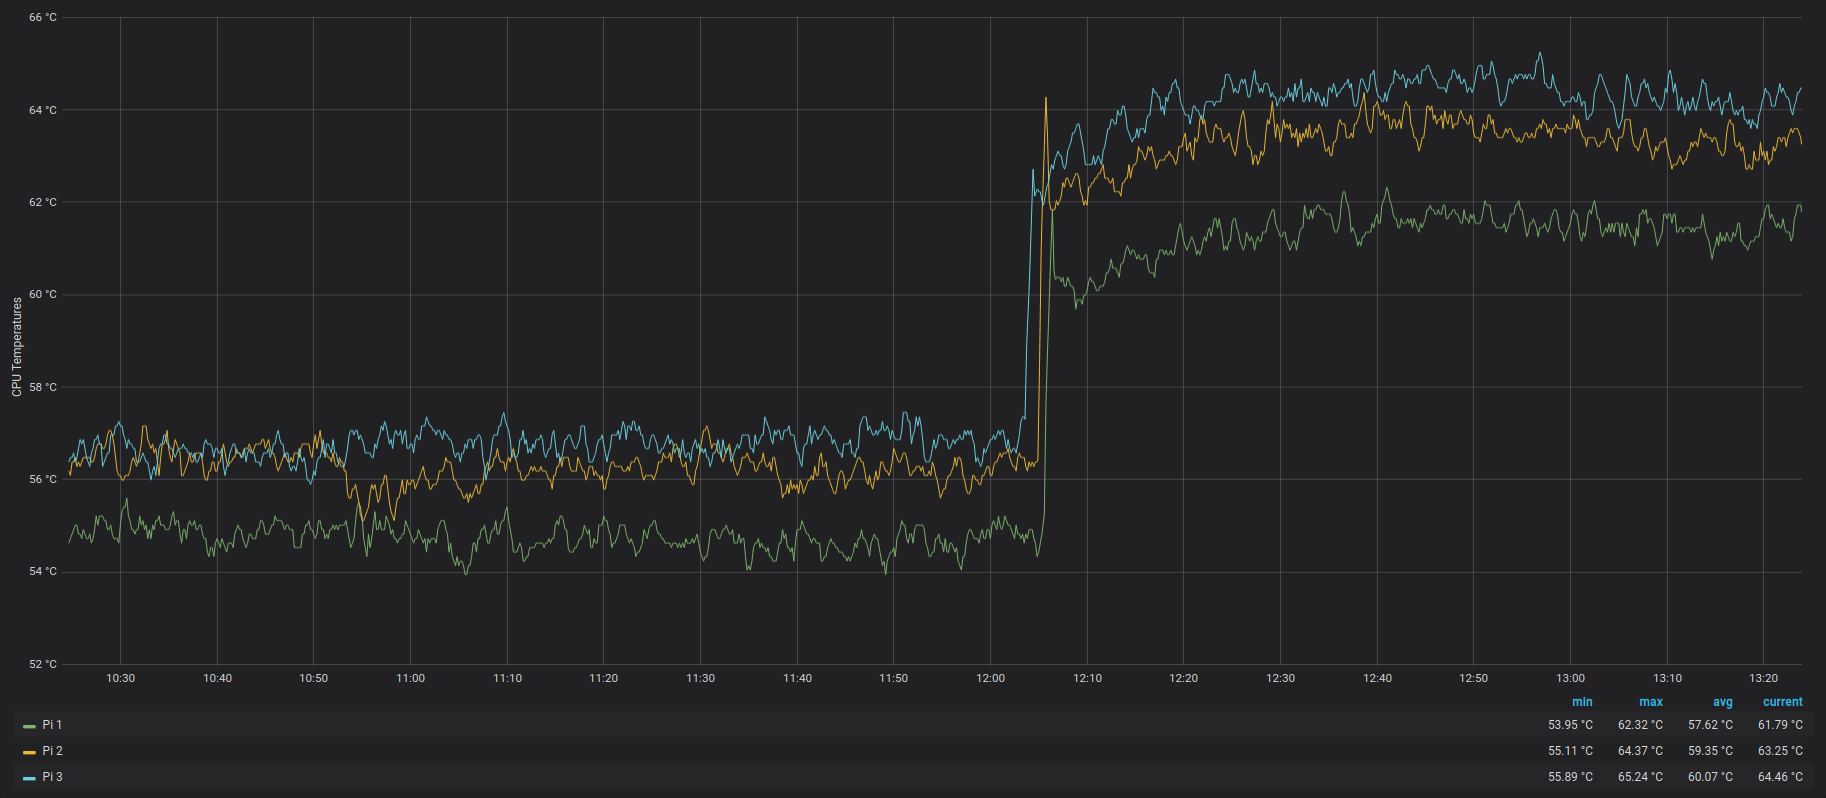 66 °C
64 °C
62 °C
60 °C
58 °C
56 °C
54 °C
52 °C
CPU Temperatures
10:30 10:40 10:50 11:00 11:10 11:20 11:30 11:40 11:50 12:00 12:10 12:20 12:30 12:40 12:50 13:00 13:10 13:20
min max avg current
Pi 1 53.95 °C 62.32 °C 57.62 °C 61.79 °C
Pi 2 55.11 °C 64.37 °C 59.35 °C 63.25 °C
Pi 3 55.89 °C 65.24 °C 60.07 °C 64.46 °C